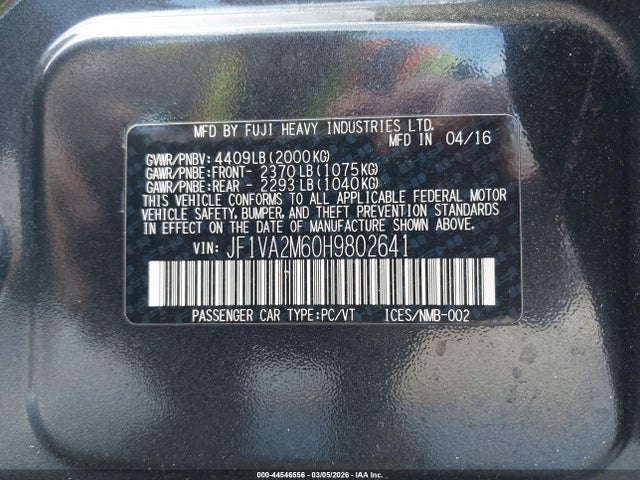 MFD BY FUJI HEAVY INDUSTRIES LTD.
MFD IN 04/16
GVWR/PNBV: 4409LB(2000KG)
GAWR/PNBE:FRONT- 2370LB(1075KG)
GAWR/PNBE:REAR - 2293LB(1040KG)
THIS VEHICLE CONFORMS TO ALL APPLICABLE FEDERAL MOTOR
VEHICLE SAFETY, BUMPER, AND THEFT PREVENTION STANDARDS
IN EFFECT ON THE DATE OF MANUFACTURE SHOWN ABOVE.
VIN: JF1VA2M60H9802641
PASSENGER CAR TYPE:PC/VT ICES/NMB-002
000-44546556 - 03/05/2026 - IAA Inc.